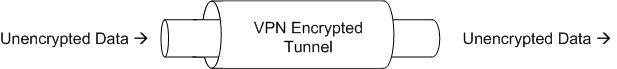 Unencrypted Data →
VPN Encrypted
Tunnel
Unencrypted Data →